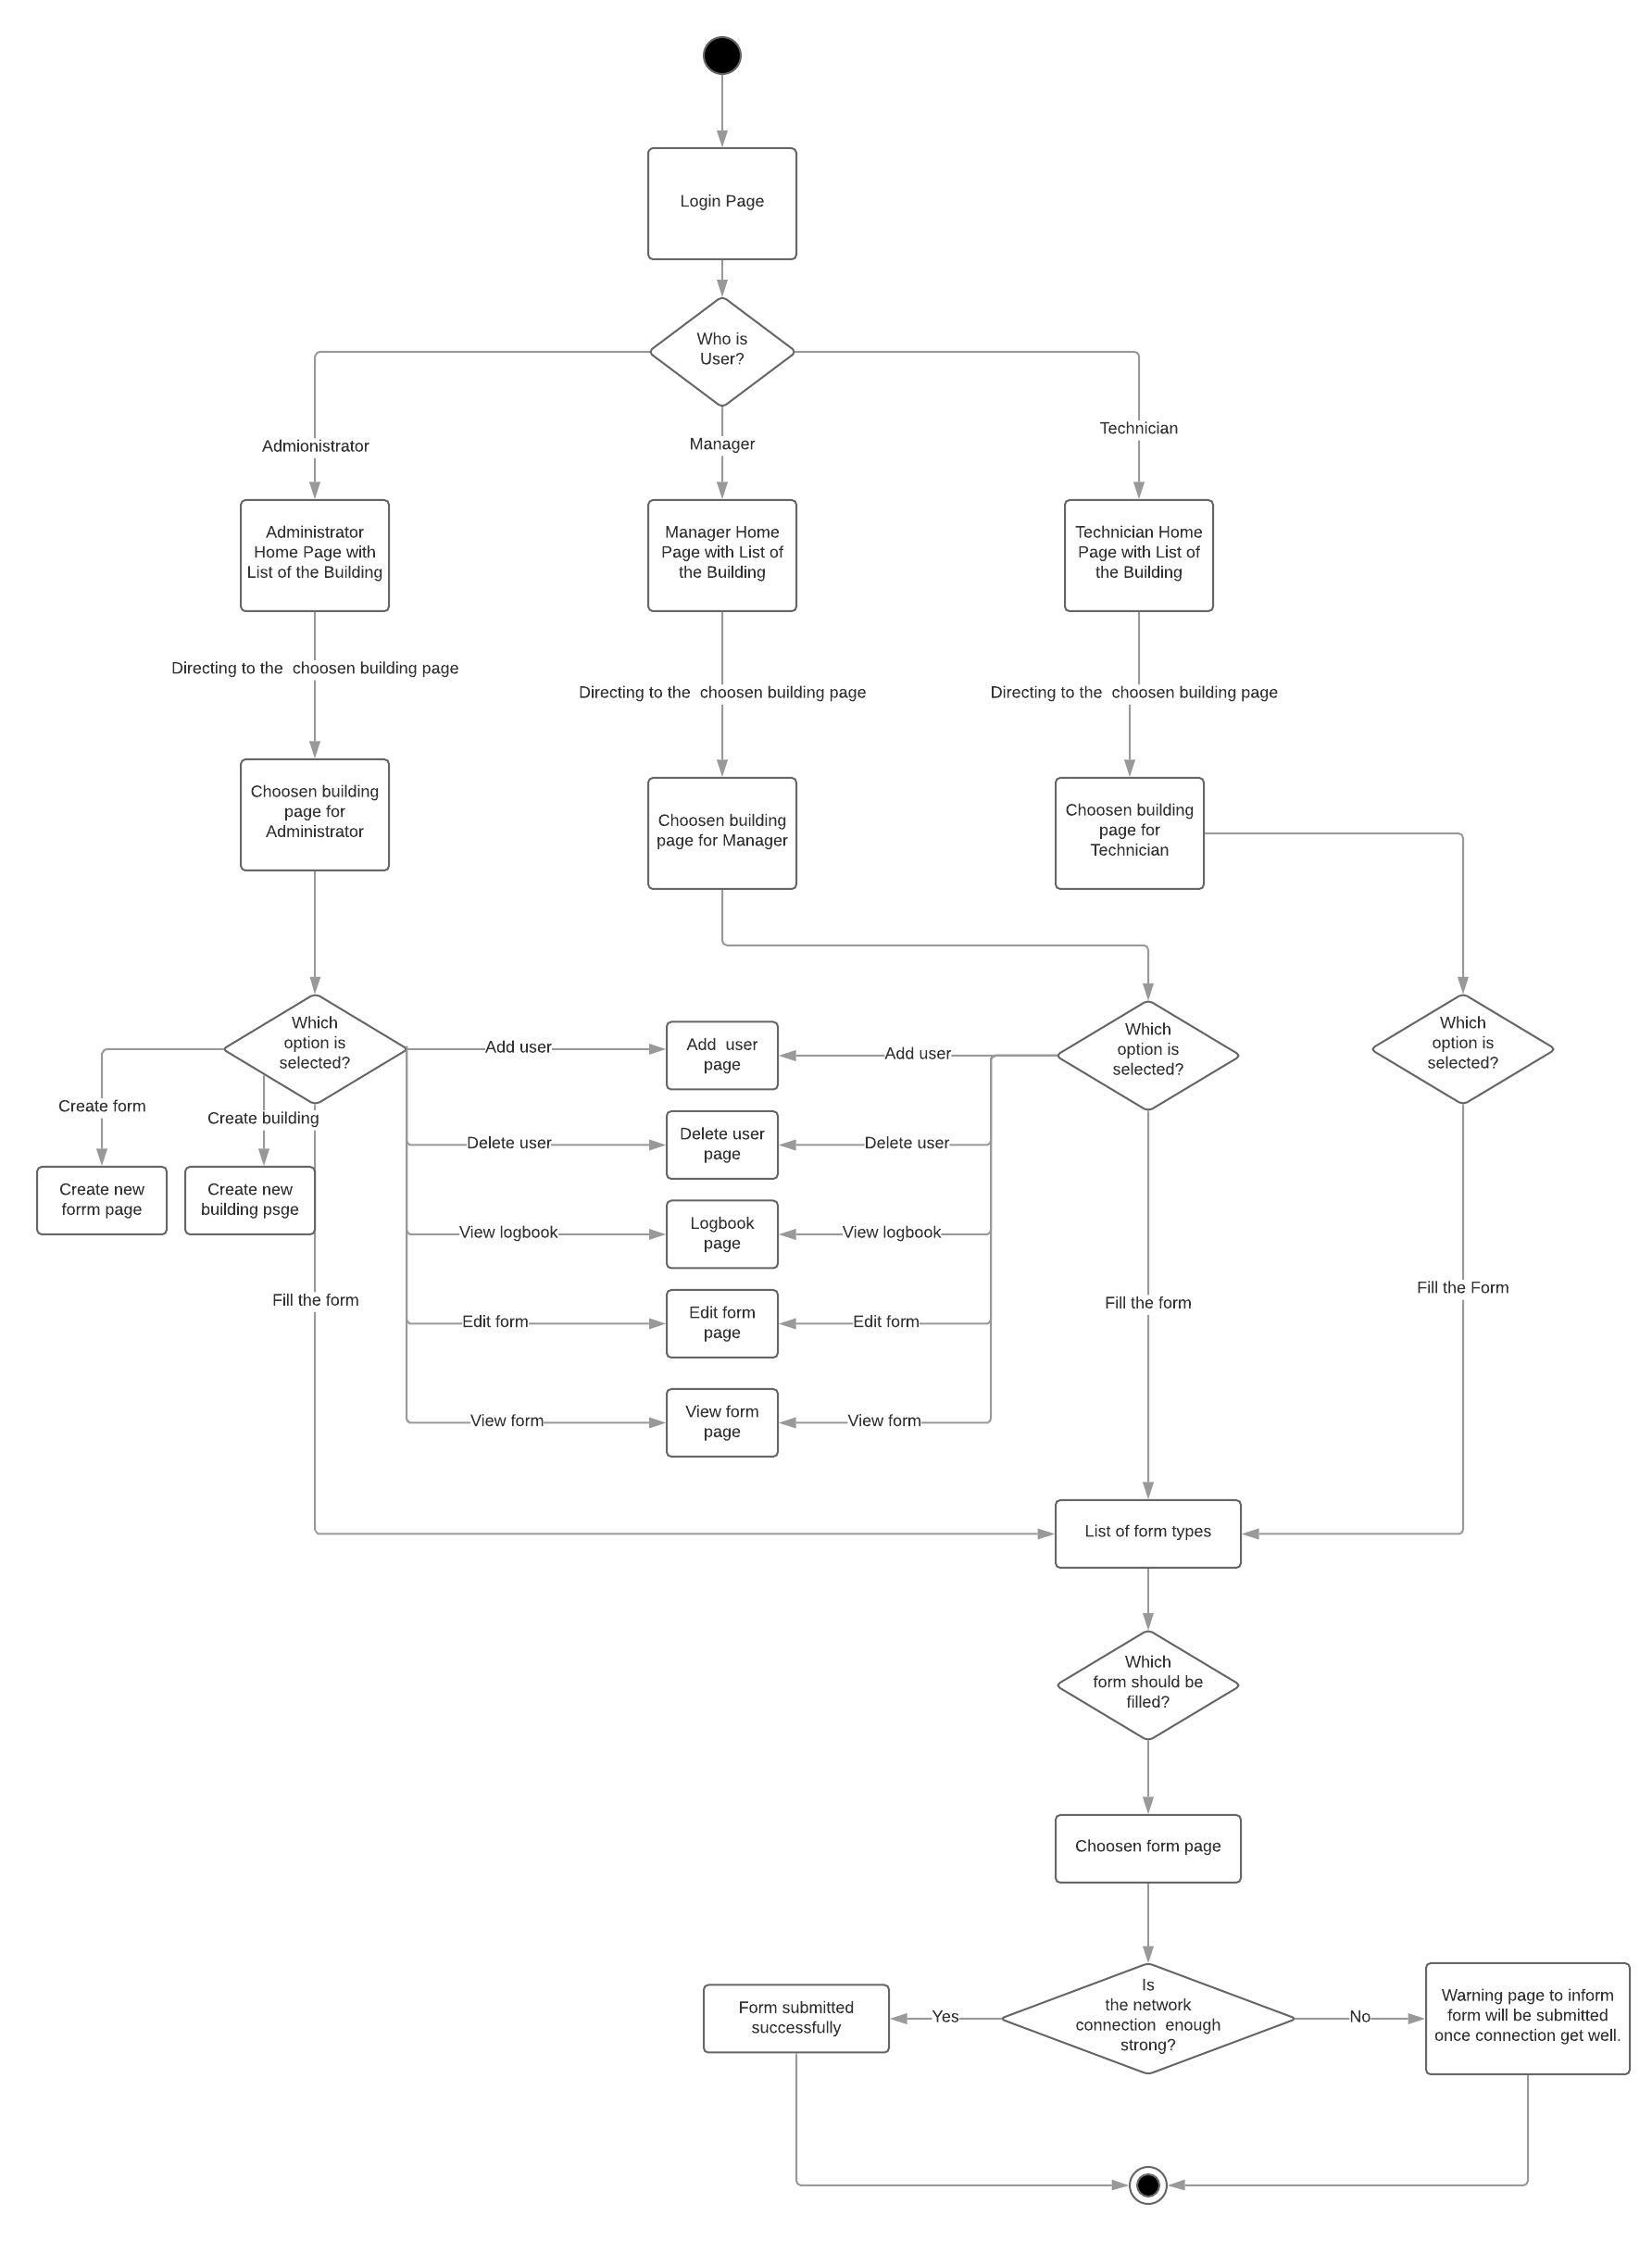 Login Page
Who is
User?
Admionistrator
Manager
Technician
Administrator
Home Page with
List of the Building
Manager Home
Page with List of
the Building
Technician Home
Page with List of
the Building
Directing to the  choosen building page
Directing to the  choosen building page
Directing to the  choosen building page
Choosen building
page for
Administrator
Choosen building
page for Manager
Choosen building
page for
Technician
Which
option is
selected?
Which
option is
selected?
Which
option is
selected?
Add user
Add  user
page
Add user
Create form
Create building
Delete user
Delete user
page
Delete user
Create new
forrm page
Create new
building psge
View logbook
Logbook
page
View logbook
Fill the form
Edit form
Edit form
page
Edit form
Fill the form
Fill the Form
View form
View form
page
View form
List of form types
Which
form should be
filled?
Choosen form page
Form submitted
successfully
Yes
Is
the network
connection  enough
strong?
No
Warning page to inform
form will be submitted
once connection get well.